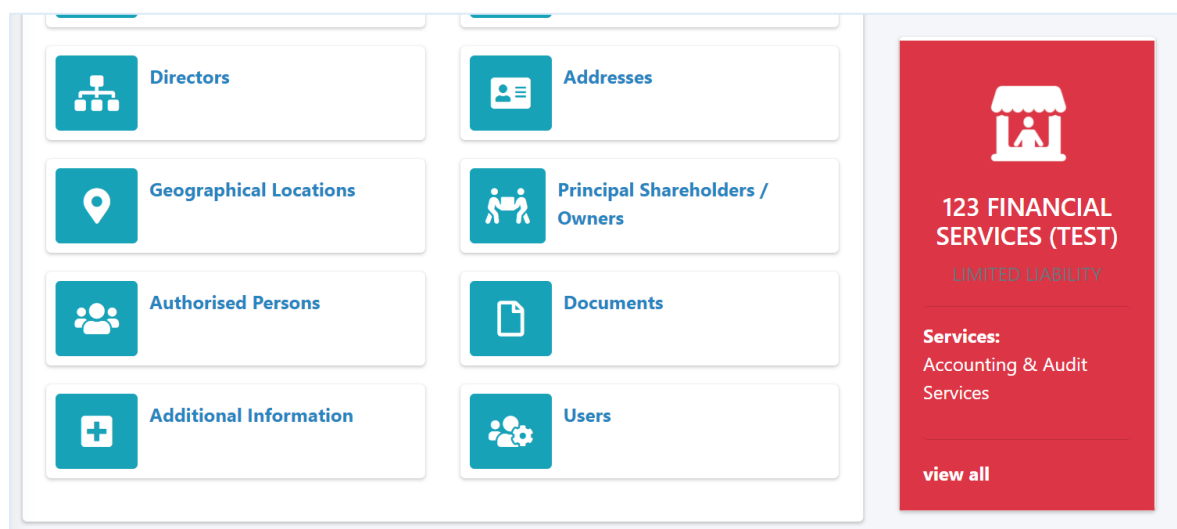 Directors
Addresses
Geographical Locations
Principal Shareholders /
Owners
Authorised Persons
Documents
Additional Information
Users
123 FINANCIAL
SERVICES (TEST)
LIMITED LIABILITY
Services:
Accounting & Audit
Services
view all